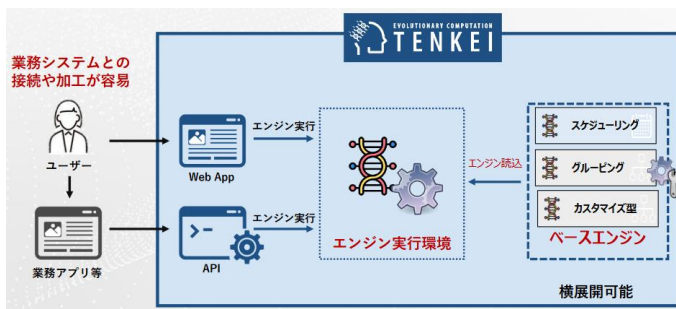 EVOLUTIONARY COMPUTATION
TENKEI
業務システムとの
接続や加工が容易
ユーザー
業務アプリ等
Web App
API
エンジン実行
エンジン実行
エンジン実行環境
エンジン読込
スケジューリング
グルーピング
カスタマイズ型
ベースエンジン
横展開可能